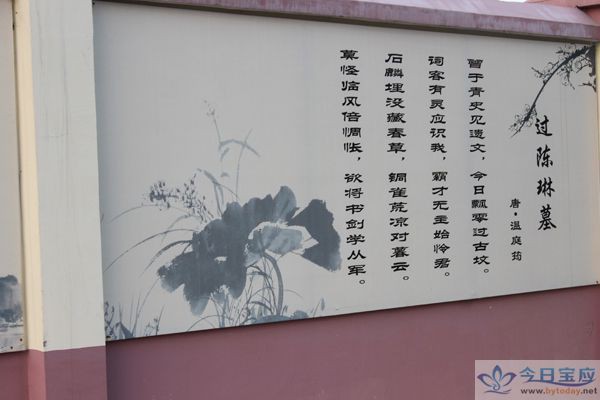 过陈琳墓
唐·温庭筠
曾于青史见遗文，今日飘零过古坟。
词客有灵应识我，霸才无主始怜君。
石麟埋没藏春草，铜雀荒凉对暮云。
莫怪临风倍惆怅，欲将书剑学从军。
今日宝应
www.bytoday.net